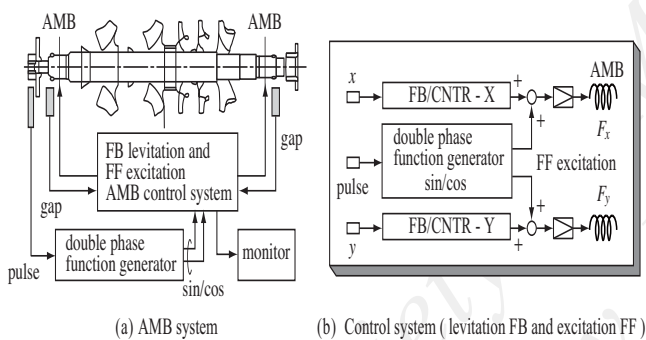 AMB
AMB
FB levitation and
FF excitation
AMB control system
gap
gap
pulse
double phase
function generator
sin/cos
monitor
(a) AMB system
x
FB/CNTR - X
+
+
AMB
F_x
double phase
function generator
sin/cos
FF excitation
pulse
F_y
+
y
FB/CNTR - Y
+
(b) Control system ( levitation FB and excitation FF )